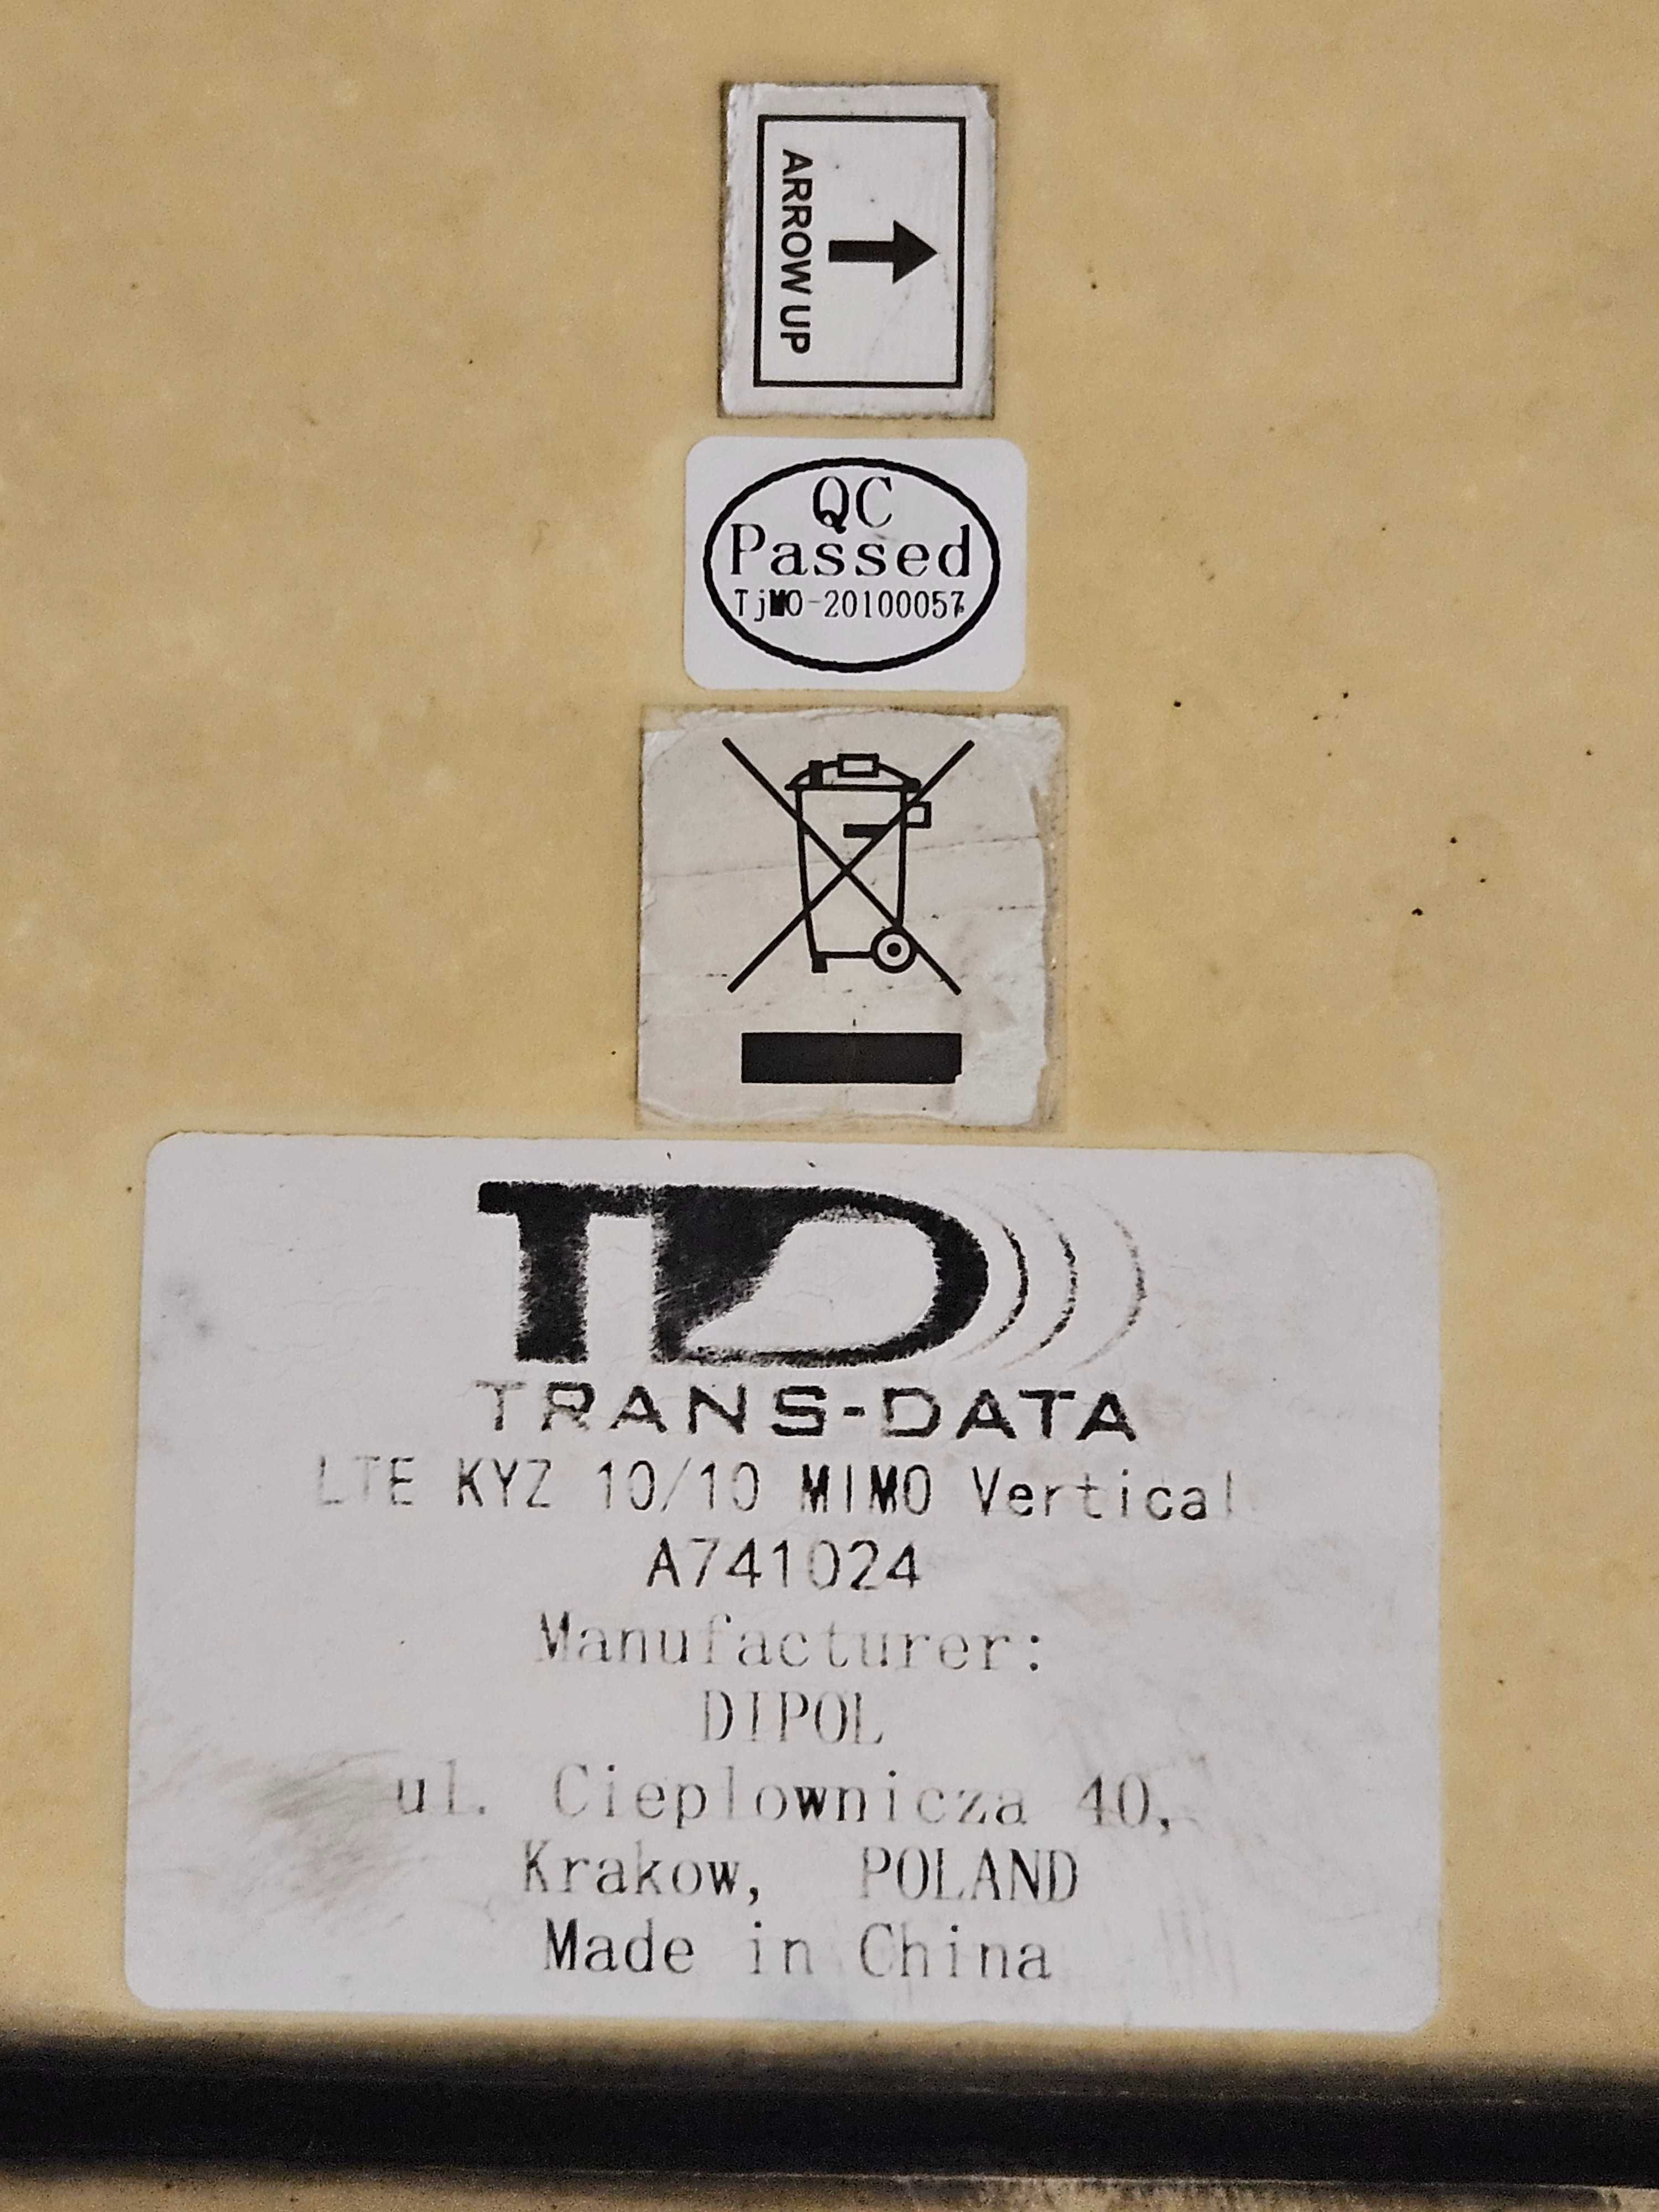 ARROW UP
QC
Passed
TjMO-20100057
TD
TRANS-DATA
LTE KYZ 10/10 MIMO Vertical
A741024
Manufacturer:
DIPOL
ul. Cieplownicza 40,
Krakow, POLAND
Made in China